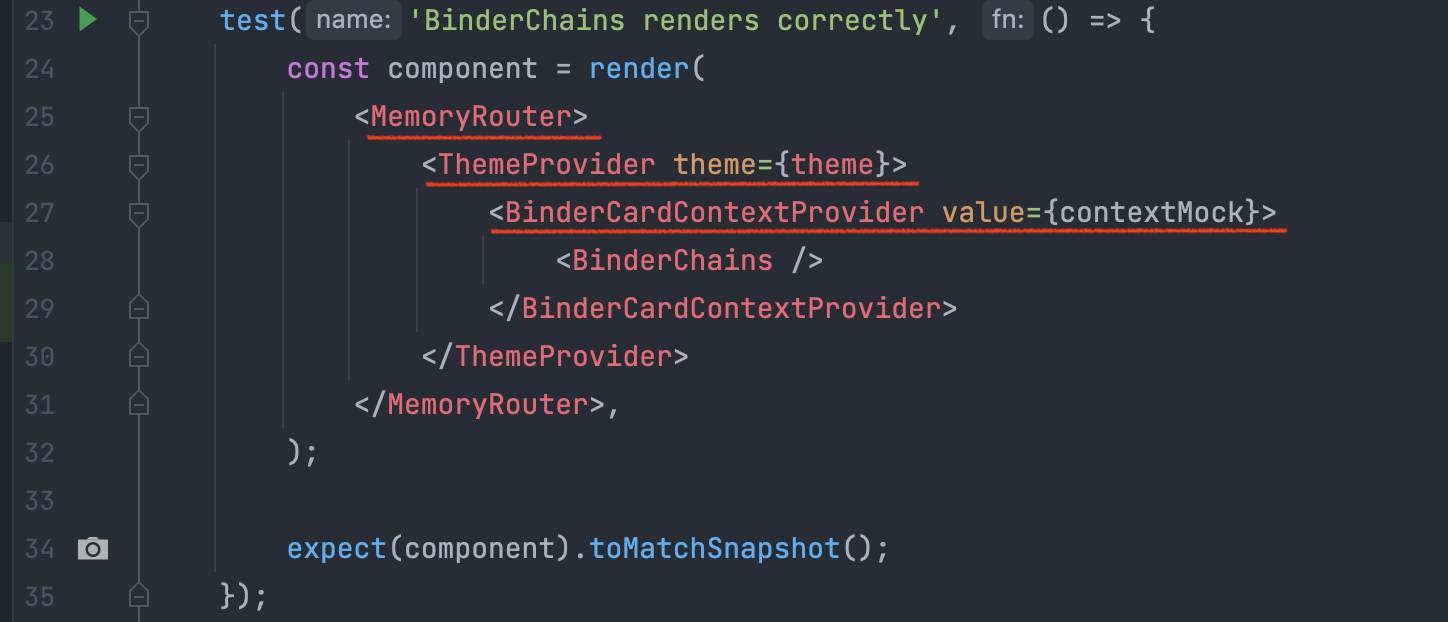 23 test( name: 'BinderChains renders correctly', fn: () => {
24 const component = render(
25 <MemoryRouter>
26 <ThemeProvider theme={theme}>
27 <BinderCardContextProvider value={contextMock}>
28 <BinderChains />
29 </BinderCardContextProvider>
30 </ThemeProvider>
31 </MemoryRouter>,
32 );
33
34 expect(component).toMatchSnapshot();
35 });